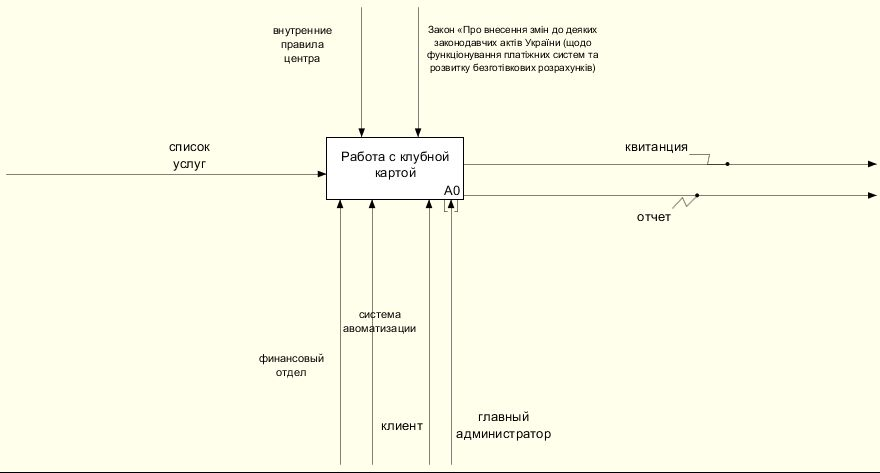 внутренние
правила
центра
Закон «Про внесення змін до деяких
законодавчих актів України (щодо
функціонування платіжних систем та
розвитку безготівкових розрахунків)
список
услуг
Работа с клубной
картой
A0
квитанция
отчет
система
авоматизации
финансовый
отдел
клиент
главный
администратор